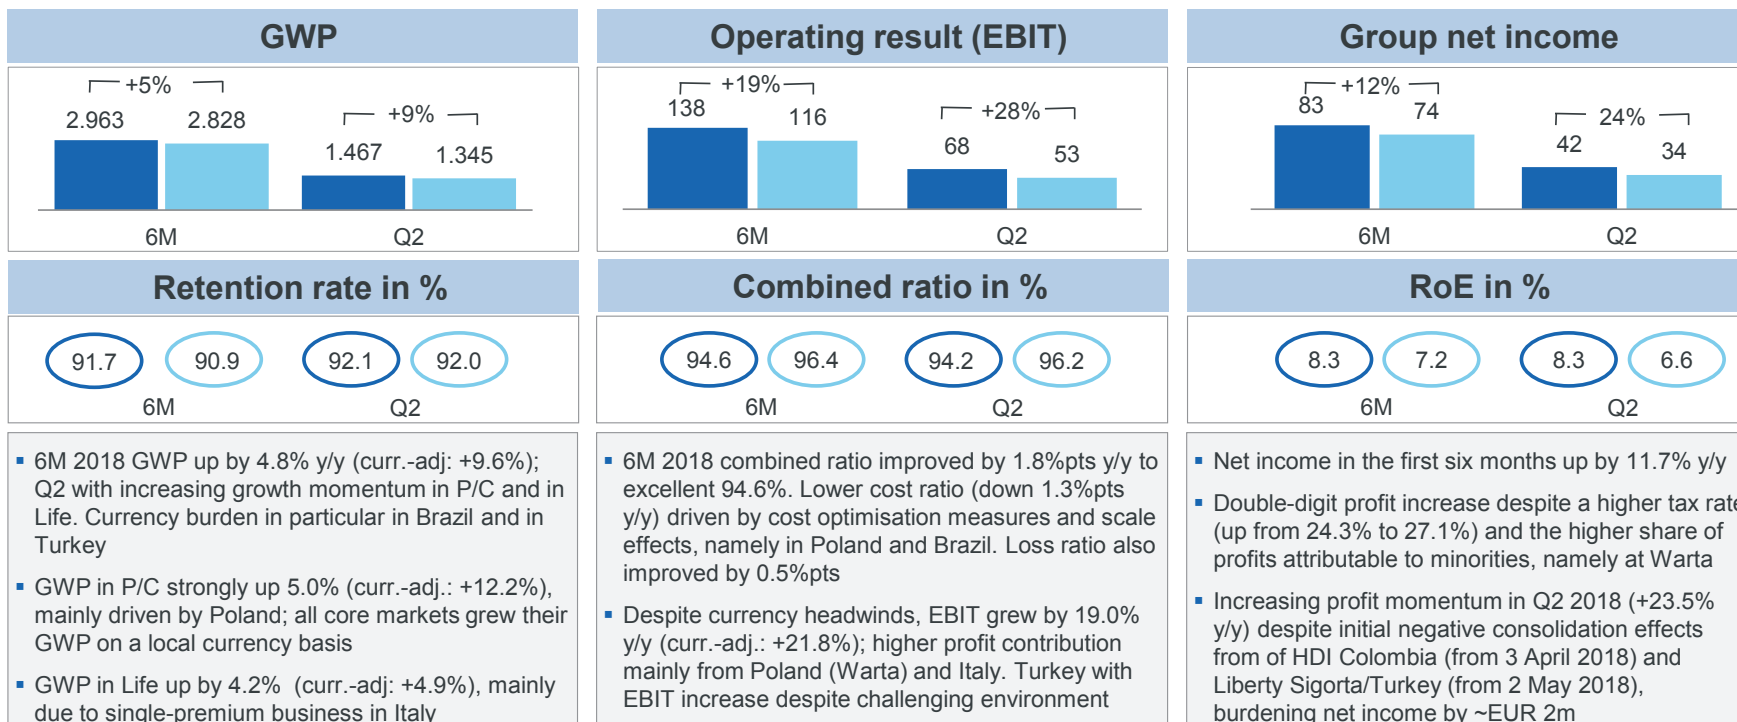 GWP
+5%
2.963
2.828
+9%
1.467
1.345
6M
Q2
Operating result (EBIT)
+19%
138
116
+28%
68
53
6M
Q2
Group net income
+12%
83
74
24%
42
34
6M
Q2
Retention rate in %
91.7
90.9
92.1
92.0
6M
Q2
Combined ratio in %
94.6
96.4
94.2
96.2
6M
Q2
RoE in %
8.3
7.2
8.3
6.6
6M
Q2
▪ 6M 2018 GWP up by 4.8% y/y (curr.-adj: +9.6%);
Q2 with increasing growth momentum in P/C and in
Life. Currency burden in particular in Brazil and in
Turkey
▪ GWP in P/C strongly up 5.0% (curr.-adj.: +12.2%),
mainly driven by Poland; all core markets grew their
GWP on a local currency basis
▪ GWP in Life up by 4.2% (curr.-adj: +4.9%), mainly
due to single-premium business in Italy
▪ 6M 2018 combined ratio improved by 1.8%pts y/y to
excellent 94.6%. Lower cost ratio (down 1.3%pts
y/y) driven by cost optimisation measures and scale
effects, namely in Poland and Brazil. Loss ratio also
improved by 0.5%pts
▪ Despite currency headwinds, EBIT grew by 19.0%
y/y (curr.-adj.: +21.8%); higher profit contribution
mainly from Poland (Warta) and Italy. Turkey with
EBIT increase despite challenging environment
▪ Net income in the first six months up by 11.7% y/y
▪ Double-digit profit increase despite a higher tax rate
(up from 24.3% to 27.1%) and the higher share of
profits attributable to minorities, namely at Warta
▪ Increasing profit momentum in Q2 2018 (+23.5%
y/y) despite initial negative consolidation effects
from of HDI Colombia (from 3 April 2018) and
Liberty Sigorta/Turkey (from 2 May 2018),
burdening net income by ~EUR 2m